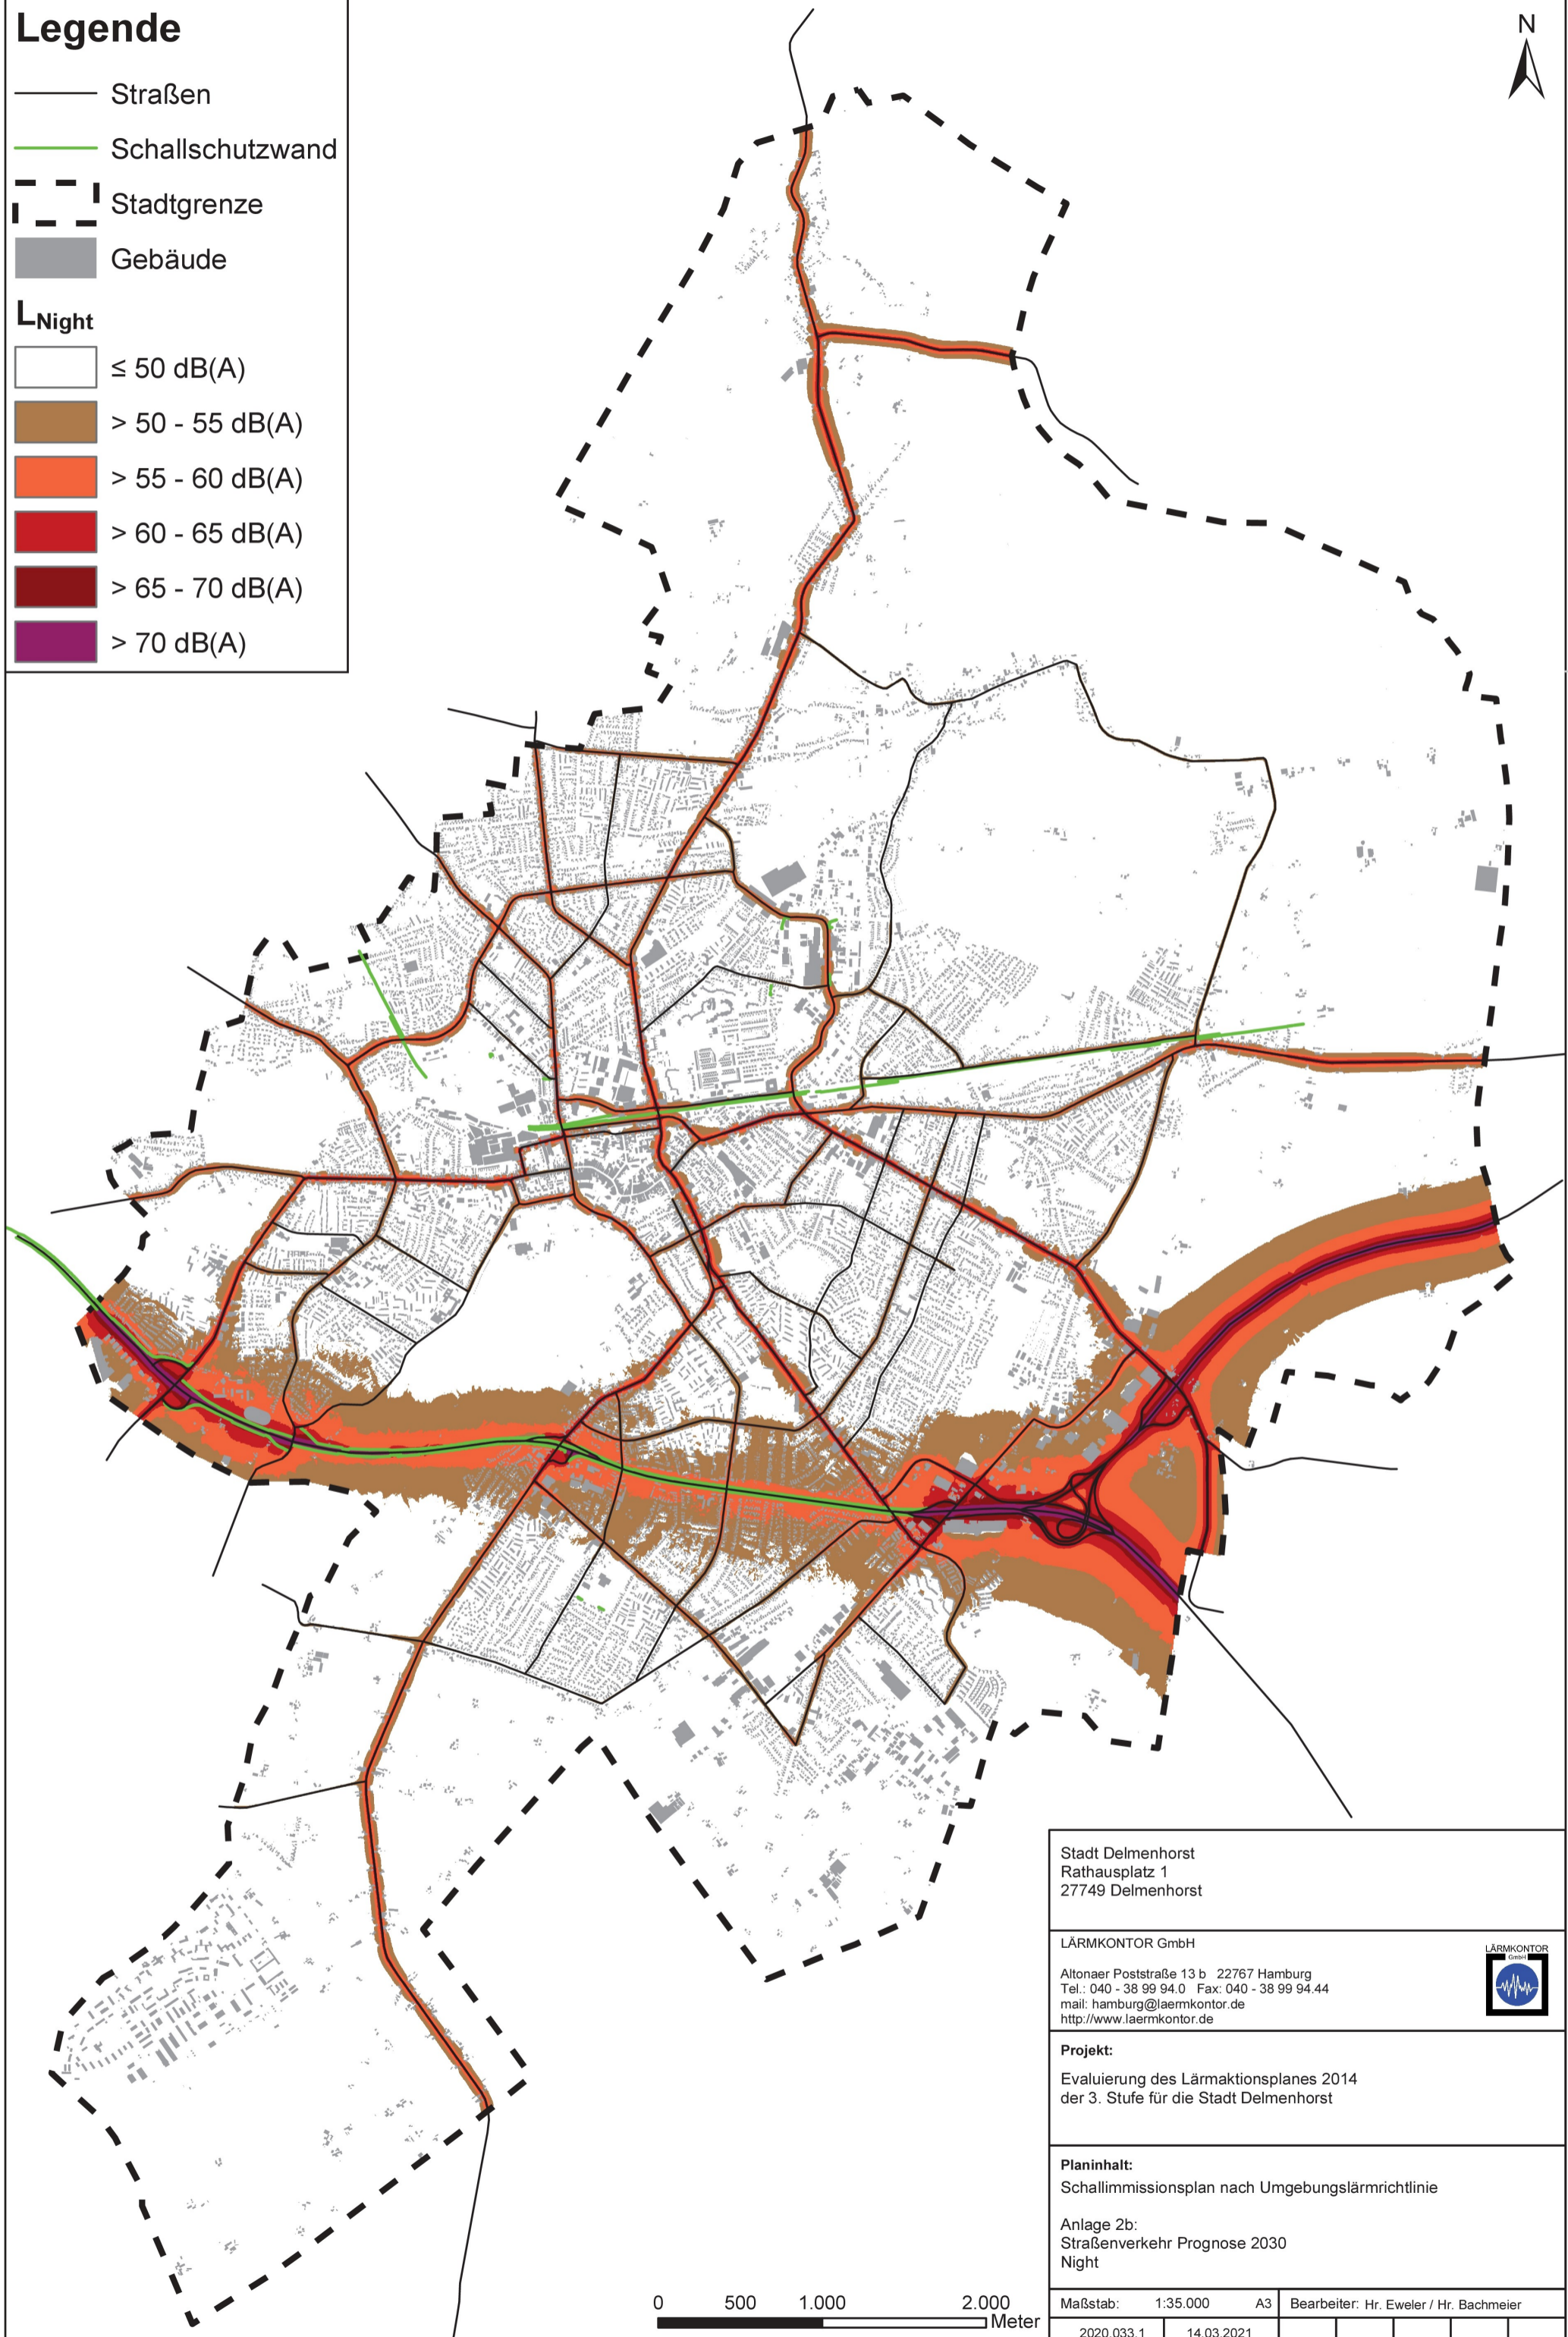 Legende
Straßen
Schallschutzwand
Stadtgrenze
Gebäude
LNight
≤ 50 dB(A)
> 50 - 55 dB(A)
> 55 - 60 dB(A)
> 60 - 65 dB(A)
> 65 - 70 dB(A)
> 70 dB(A)
N
0 500 1.000 2.000
Meter
Stadt Delmenhorst
Rathausplatz 1
27749 Delmenhorst
LÄRMKONTOR GmbH
Altonaer Poststraße 13 b 22767 Hamburg
Tel.: 040 - 38 99 94.0 Fax: 040 - 38 99 94.44
mail: hamburg@laermkontor.de
http://www.laermkontor.de
LÄRMKONTOR
GmbH
Projekt:
Evaluierung des Lärmaktionsplanes 2014
der 3. Stufe für die Stadt Delmenhorst
Planinhalt:
Schallimmissionsplan nach Umgebungslärmrichtlinie
Anlage 2b:
Straßenverkehr Prognose 2030
Night
Maßstab: 1:35.000 A3 Bearbeiter: Hr. Eweler / Hr. Bachmeier
2020.033.1 14.03.2021